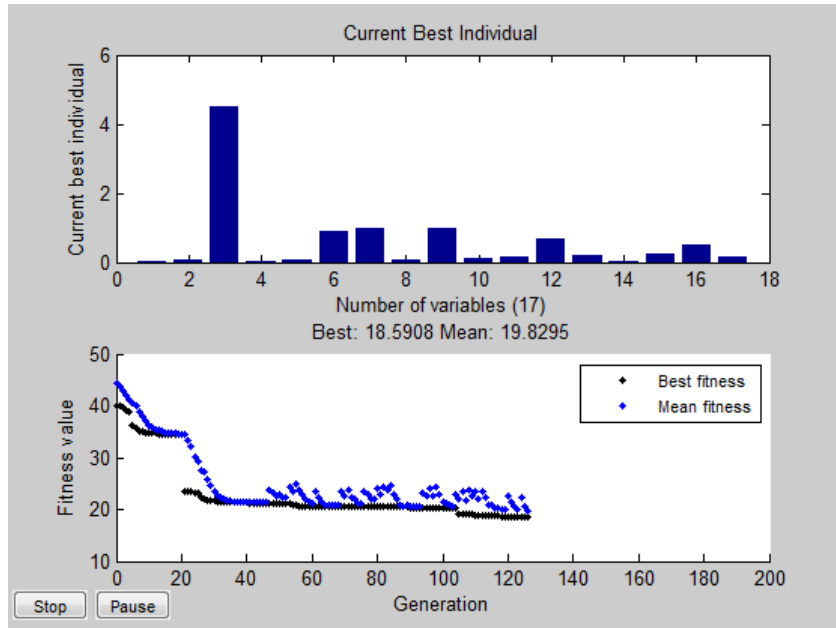 Current Best Individual
Current best individual
6
4
2
0
0 2 4 6 8 10 12 14 16 18
Number of variables (17)
Best: 18.5908 Mean: 19.8295
Fitness value
50
40
30
20
10
Best fitness
Mean fitness
0 20 40 60 80 100 120 140 160 180 200
Generation
Stop Pause